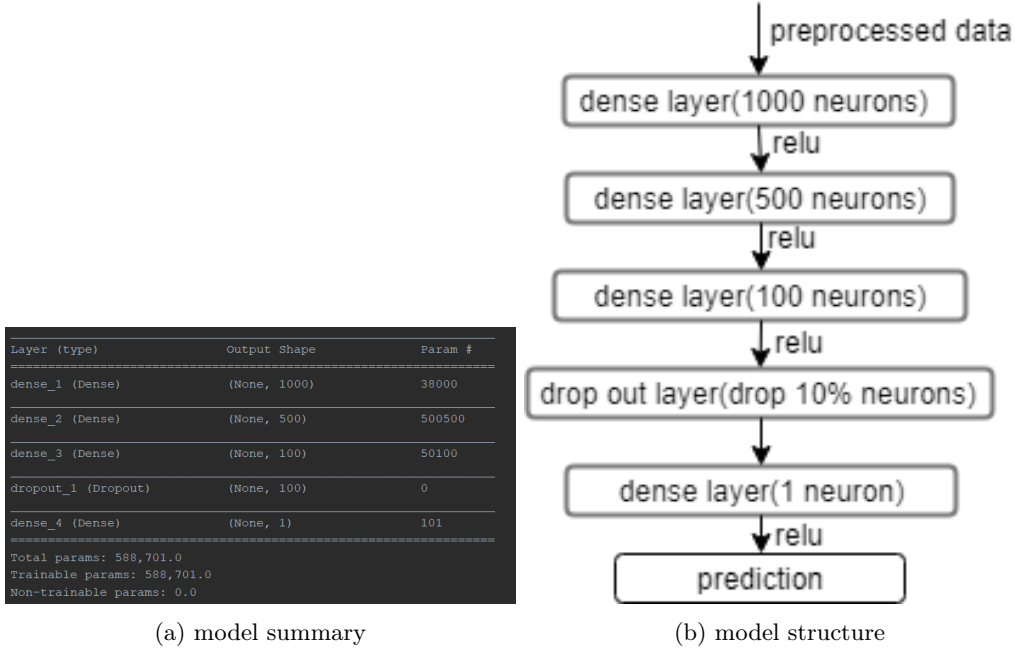 Layer (type) Output Shape Param #
dense_1 (Dense) (None, 1000) 38000
dense_2 (Dense) (None, 500) 500500
dense_3 (Dense) (None, 100) 50100
dropout_1 (Dropout) (None, 100) 0
dense_4 (Dense) (None, 1) 101
Total params: 588,701.0
Trainable params: 588,701.0
Non-trainable params: 0.0
(a) model summary
preprocessed data
dense layer(1000 neurons)
relu
dense layer(500 neurons)
relu
dense layer(100 neurons)
relu
drop out layer(drop 10% neurons)
dense layer(1 neuron)
relu
prediction
(b) model structure